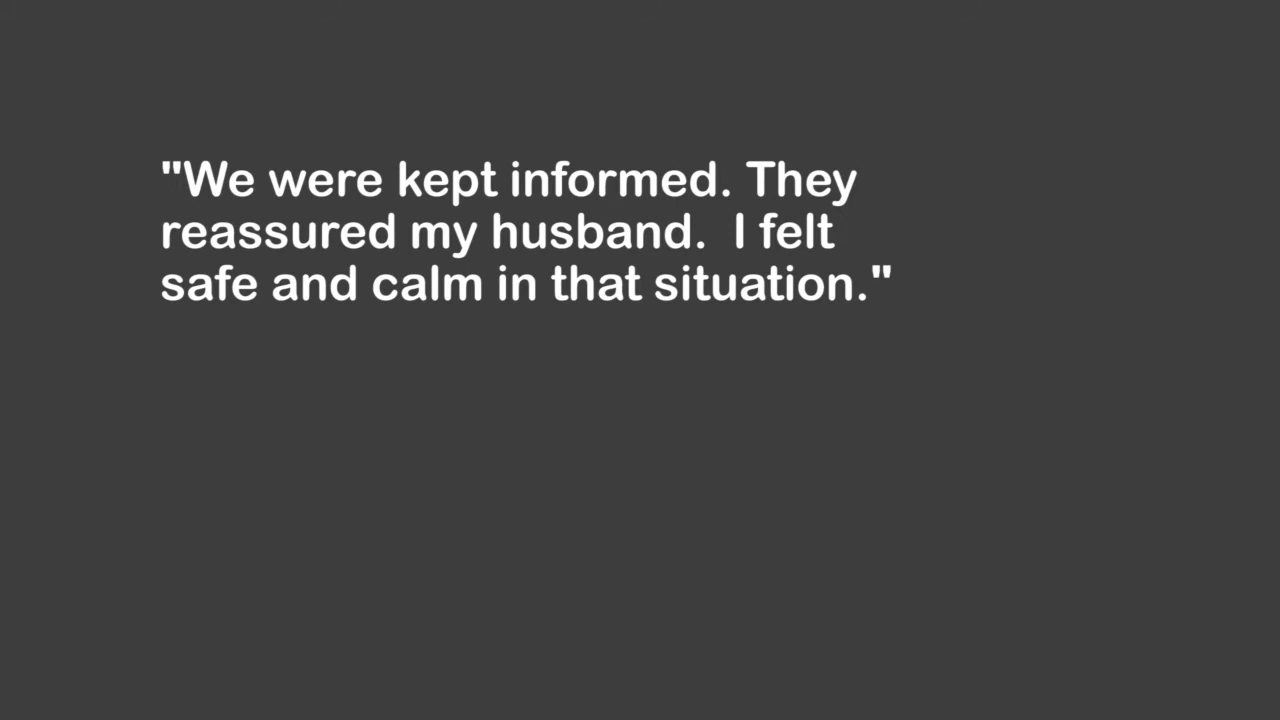 "We were kept informed. They
reassured my husband.  I felt
safe and calm in that situation."